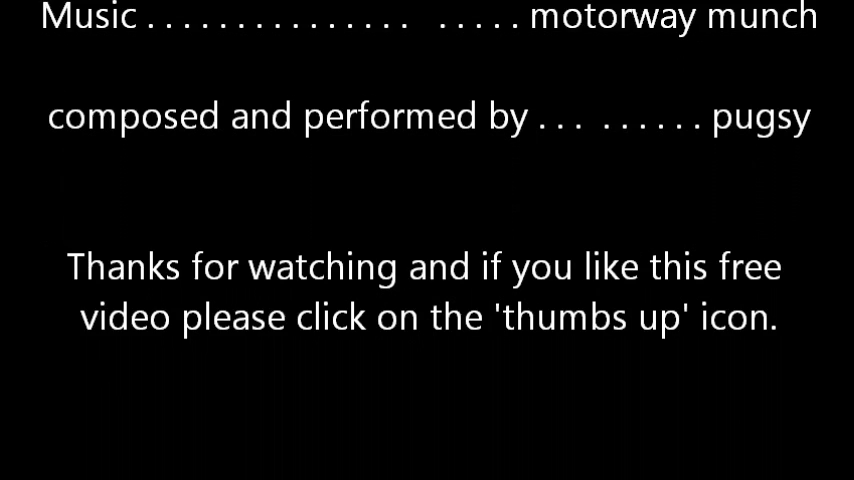 Music . . . . . . . . . . . . . . .  . . . . . motorway munch
composed and performed by . . .  . . . . . . pugsy
Thanks for watching and if you like this free
video please click on the 'thumbs up' icon.